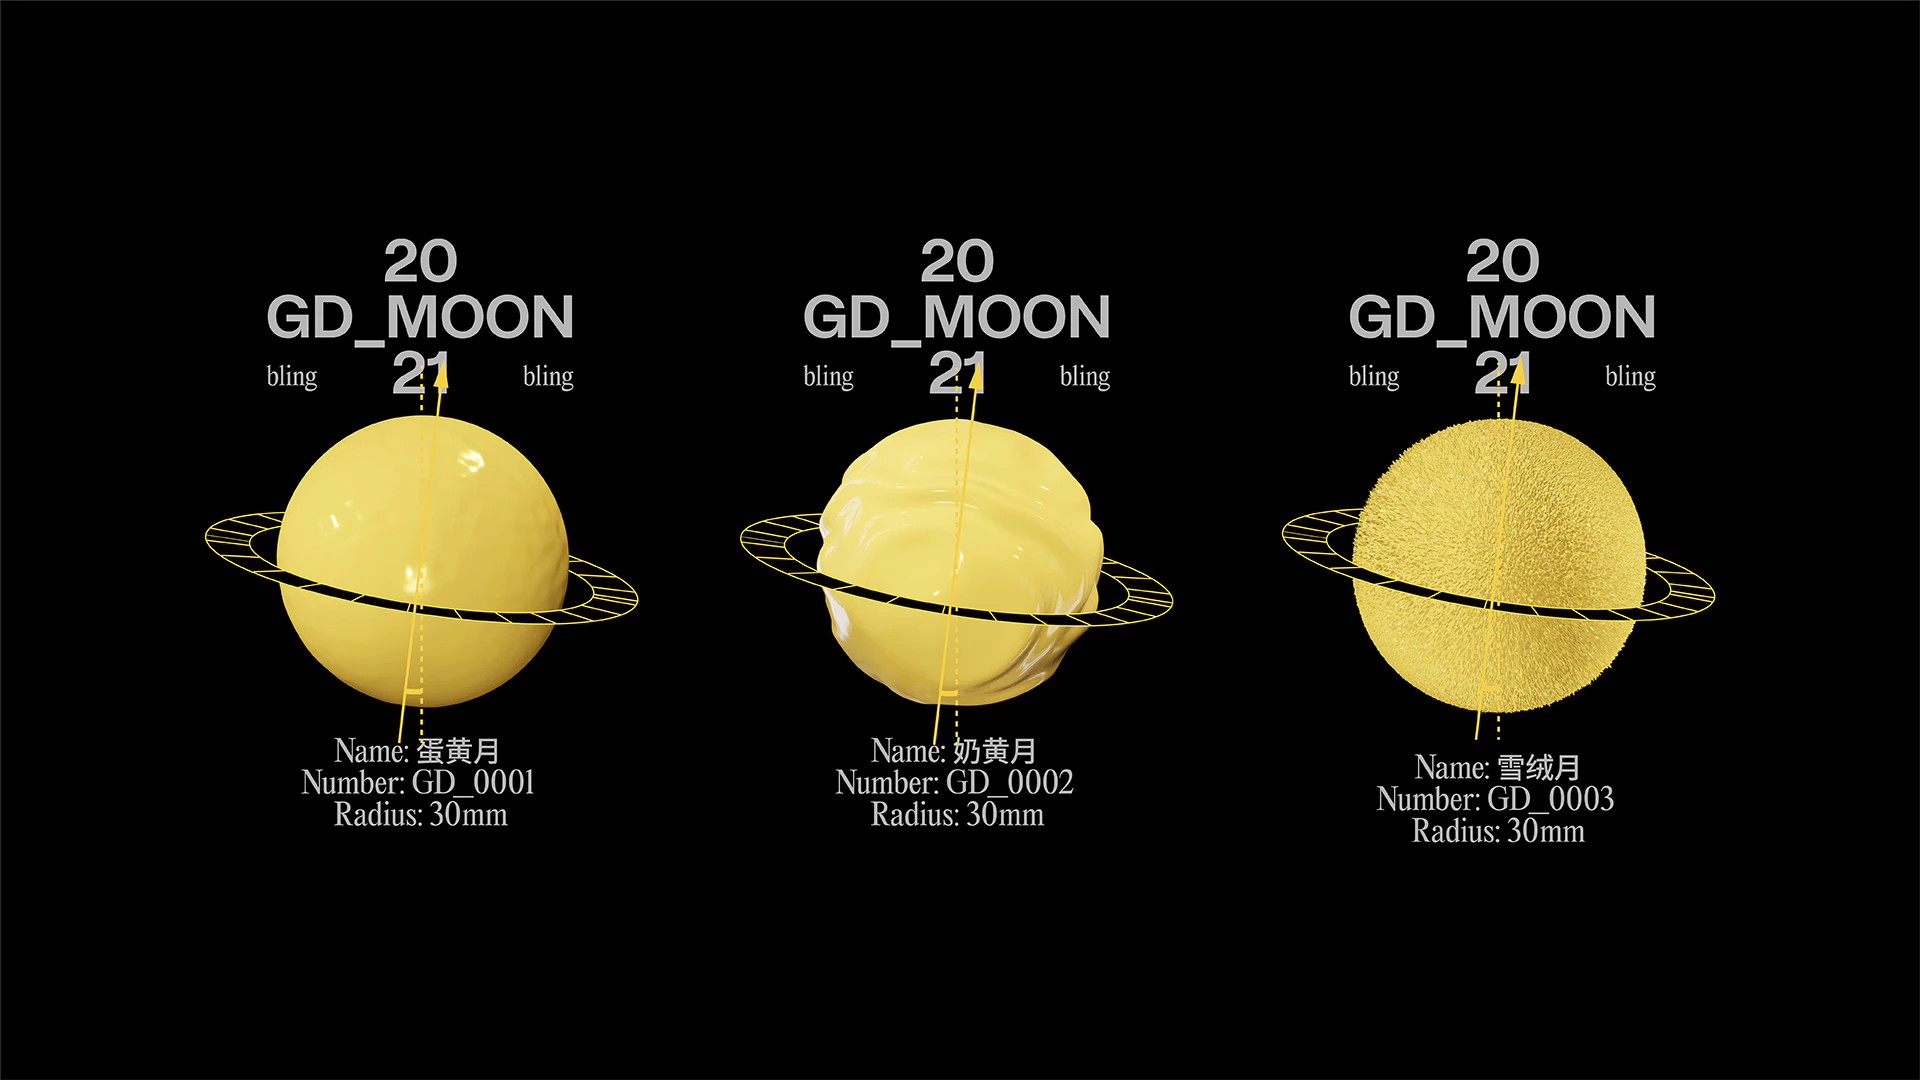 20
GD_MOON
21
bling
bling
Name: 蛋黄月
Number: GD_0001
Radius: 30mm
20
GD_MOON
21
bling
bling
Name: 奶黄月
Number: GD_0002
Radius: 30mm
20
GD_MOON
21
bling
bling
Name: 雪绒月
Number: GD_0003
Radius: 30mm